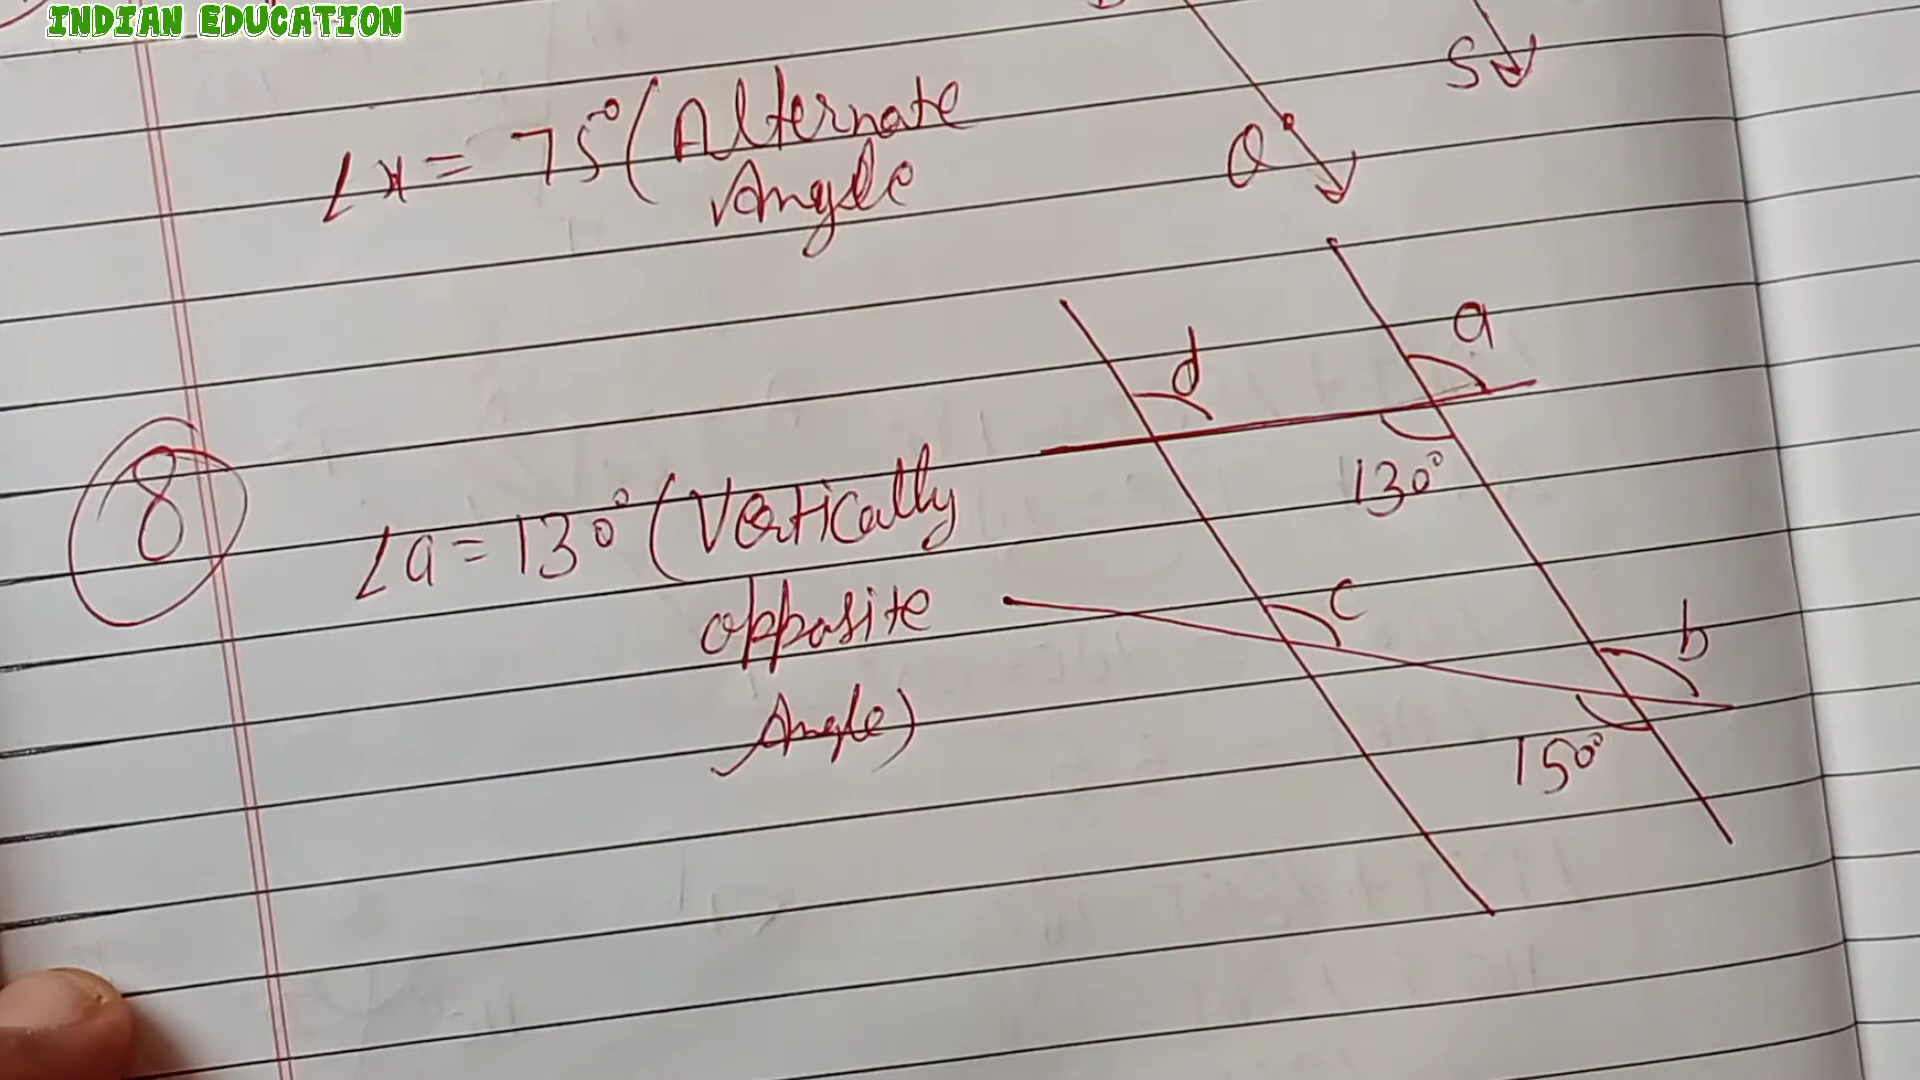 INDIAN EDUCATION
S
∠x = 75° (Alternate
Angle
Q
a
d
130°
8
∠a = 130° (Vertically
opposite
Angle)
c
b
150°